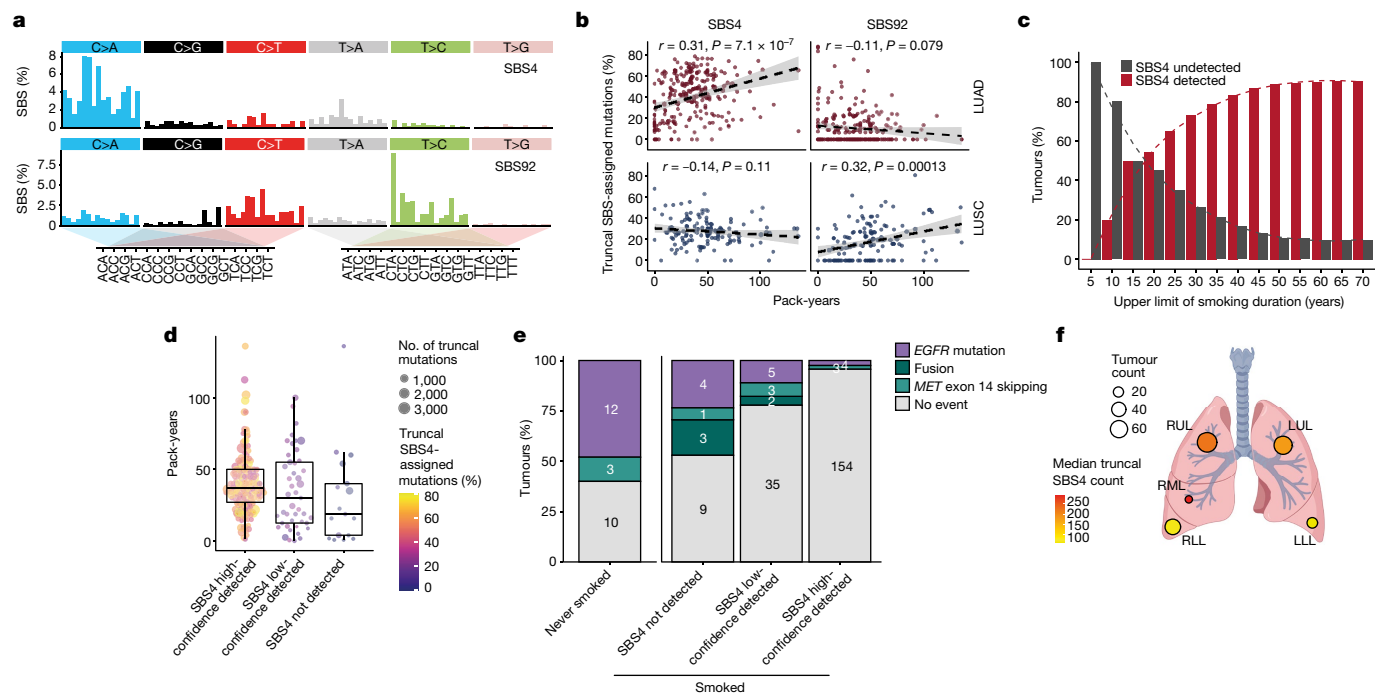 a
C>A C>G C>T T>A T>C T>G
SBS4
SBS (%)
8
6
4
2
0
C>A C>G C>T T>A T>C T>G
SBS92
SBS (%)
7.5
5.0
2.5
0
ACA ACC ACG ACT CCA CCC CCG CCT GCA GCC GCG GCT TCA TCC TCG TCT
ATA ATC ATG ATT CTA CTC CTG CTT GTA GTC GTG GTT TTA TTC TTG TTT
b
SBS4 SBS92
r = 0.31, P = 7.1 × 10−7 r = −0.11, P = 0.079
LUAD
80
60
40
20
0
r = −0.14, P = 0.11 r = 0.32, P = 0.00013
LUSC
80
60
40
20
0
Truncal SBS-assigned mutations (%)
0 50 100 0 50 100
Pack-years
c
SBS4 undetected
SBS4 detected
Tumours (%)
100
80
60
40
20
0
5 10 15 20 25 30 35 40 45 50 55 60 65 70
Upper limit of smoking duration (years)
d
Pack-years
100
50
0
SBS4 high-confidence detected
SBS4 low-confidence detected
SBS4 not detected
No. of truncal
mutations
1,000
2,000
3,000
Truncal
SBS4-
assigned
mutations (%)
80
60
40
20
0
e
Tumours (%)
100
75
50
25
0
12
3
10
4
1
3
9
5
3
2
35
3 4
154
Never smoked
SBS4 not detected
SBS4 low-confidence detected
SBS4 high-confidence detected
Smoked
EGFR mutation
Fusion
MET exon 14 skipping
No event
f
Tumour
count
20
40
60
Median truncal
SBS4 count
250
200
150
100
RUL
LUL
RML
RLL
LLL